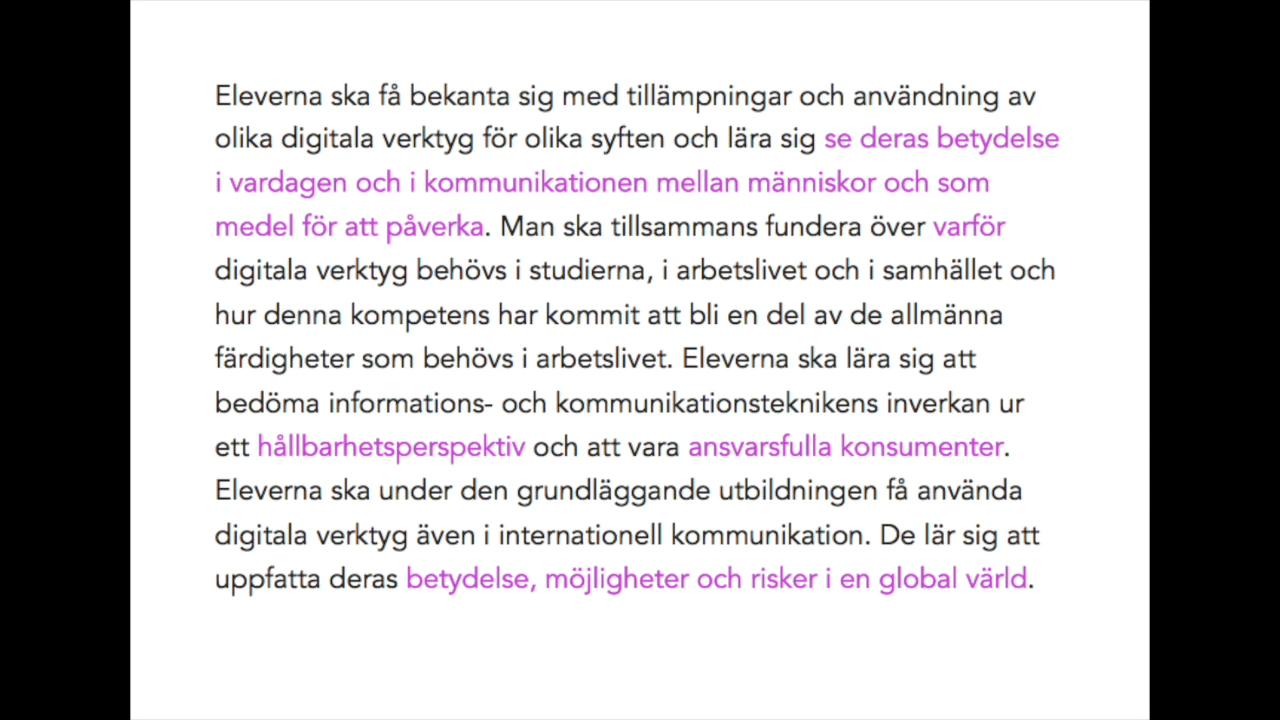 Eleverna ska få bekanta sig med tillämpningar och användning av
olika digitala verktyg för olika syften och lära sig se deras betydelse
i vardagen och i kommunikationen mellan människor och som
medel för att påverka. Man ska tillsammans fundera över varför
digitala verktyg behövs i studierna, i arbetslivet och i samhället och
hur denna kompetens har kommit att bli en del av de allmänna
färdigheter som behövs i arbetslivet. Eleverna ska lära sig att
bedöma informations- och kommunikationsteknikens inverkan ur
ett hållbarhetsperspektiv och att vara ansvarsfulla konsumenter.
Eleverna ska under den grundläggande utbildningen få använda
digitala verktyg även i internationell kommunikation. De lär sig att
uppfatta deras betydelse, möjligheter och risker i en global värld.